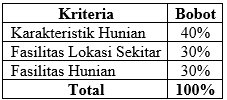 Kriteria Bobot
Karakteristik Hunian 40%
Fasilitas Lokasi Sekitar 30%
Fasilitas Hunian 30%
Total 100%